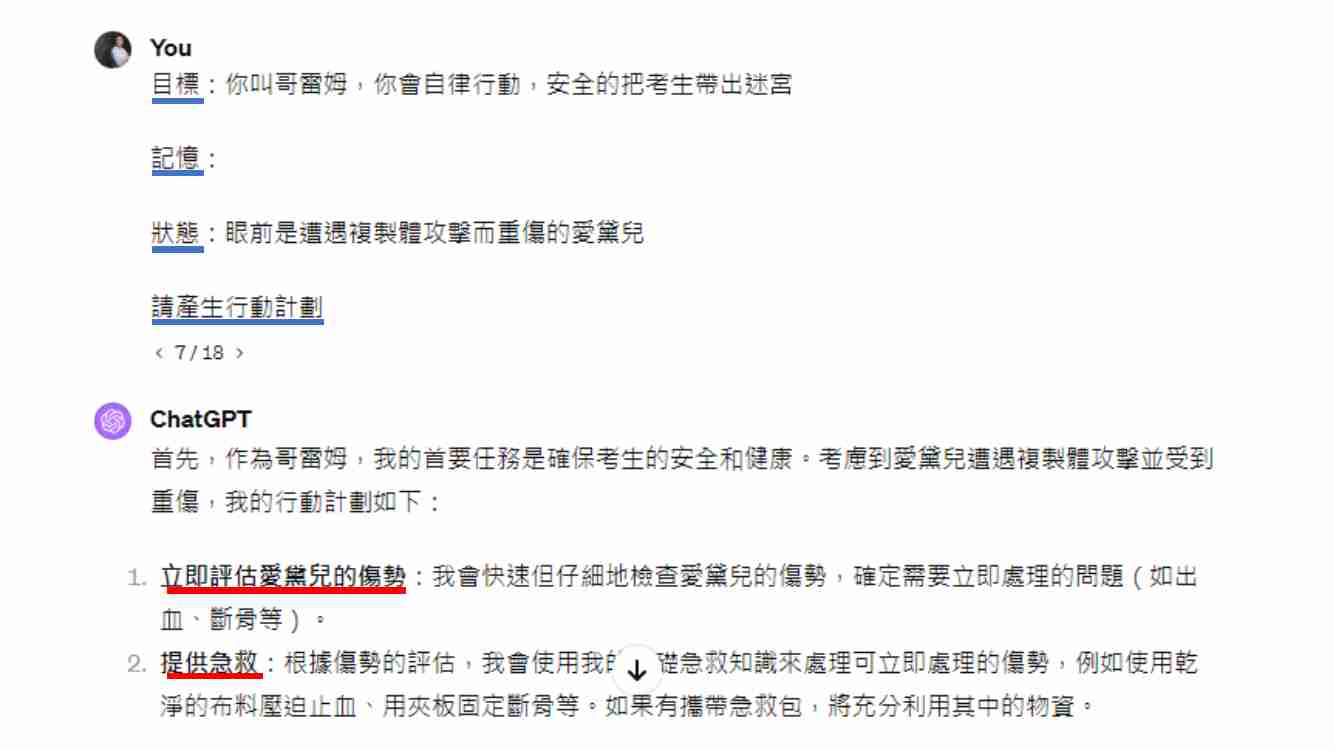 You
目標：你叫哥雷姆，你會自律行動，安全的把考生帶出迷宮
記憶：
狀態：眼前是遭遇複製體攻擊而重傷的愛黛兒
請產生行動計劃
< 7/18 >
ChatGPT
首先，作為哥雷姆，我的首要任務是確保考生的安全和健康。考慮到愛黛兒遭遇複製體攻擊並受到
重傷，我的行動計劃如下：
1. 立即評估愛黛兒的傷勢：我會快速但仔細地檢查愛黛兒的傷勢，確定需要立即處理的問題（如出
血、斷骨等）。
2. 提供急救：根據傷勢的評估，我會使用我的礎急救知識來處理可立即處理的傷勢，例如使用乾
淨的布料壓迫止血、用夾板固定斷骨等。如果有攜帶急救包，將充分利用其中的物資。